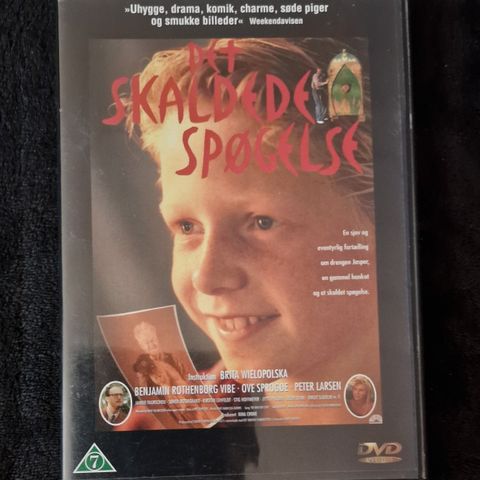 »Uhygge, drama, komik, charme, søde piger
og smukke billeder« Weekendavisen
DET
SKALDEDE
SPØGELSE
En sjov og
eventyrlig fortælling
om drengen Jesper,
en gammel bankrøver
og et skaldet spøgelse.
Instruktion BRITA WIELOPOLSKA
BENJAMIN ROTHENBORG VIBE · OVE SPROGØE · PETER LARSEN
7
DVD
VIDEO